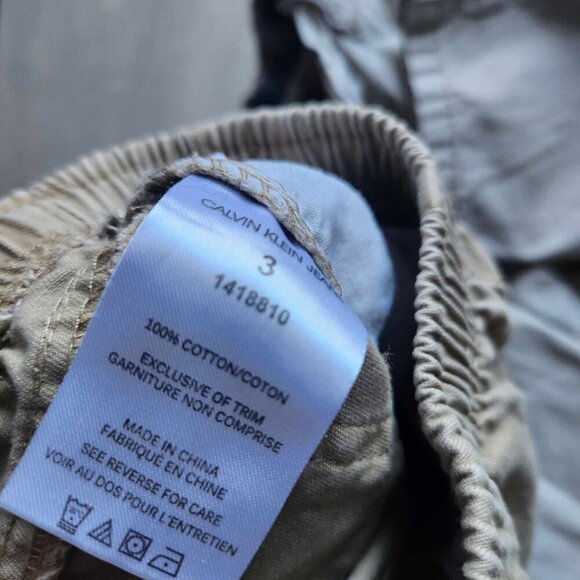 CALVIN KLEIN JEANS
3
1418810
100% COTTON/COTON
EXCLUSIVE OF TRIM
GARNITURE NON COMPRISE
MADE IN CHINA
FABRIQUÉ EN CHINE
SEE REVERSE FOR CARE
VOIR AU DOS POUR L'ENTRETIEN